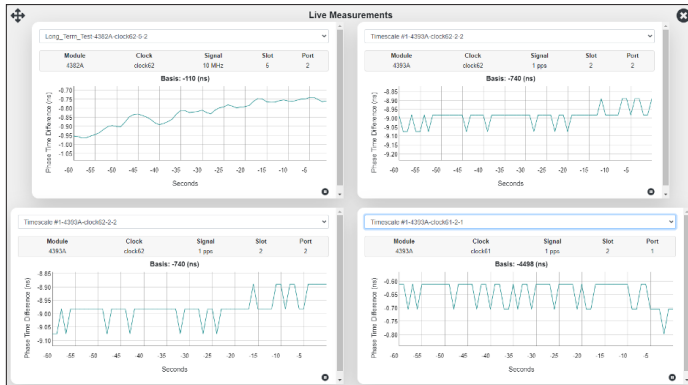 Live Measurements
Long_Term_Test-4382A-clock62-5-2
Module Clock Signal Slot Port
4382A clock62 10 MHz 6 2
Basis: -110 (ns)
Phase Time Difference (ns)
-0.70
-0.75
-0.80
-0.85
-0.90
-0.95
-1.00
-1.05
-60 -55 -50 -45 -40 -35 -30 -25 -20 -15 -10 -5
Seconds
Timescale #1-4393A-clock62-2-2
Module Clock Signal Slot Port
4393A clock62 1 pps 2 2
Basis: -740 (ns)
Phase Time Difference (ns)
-8.85
-8.90
-8.95
-9.00
-9.05
-9.10
-9.15
-9.20
-60 -55 -50 -45 -40 -35 -30 -25 -20 -15 -10 -5
Seconds
Timescale #1-4393A-clock62-2-2
Module Clock Signal Slot Port
4393A clock62 1 pps 2 2
Basis: -740 (ns)
Phase Time Difference (ns)
-8.85
-8.90
-8.95
-9.00
-9.05
-9.10
-60 -55 -50 -45 -40 -35 -30 -25 -20 -15 -10 -5
Seconds
Timescale #1-4393A-clock61-2-1
Module Clock Signal Slot Port
4393A clock61 1 pps 2 1
Basis: -4498 (ns)
Phase Time Difference (ns)
-0.60
-0.65
-0.70
-0.75
-0.80
-60 -55 -50 -45 -40 -35 -30 -25 -20 -15 -10 -5
Seconds